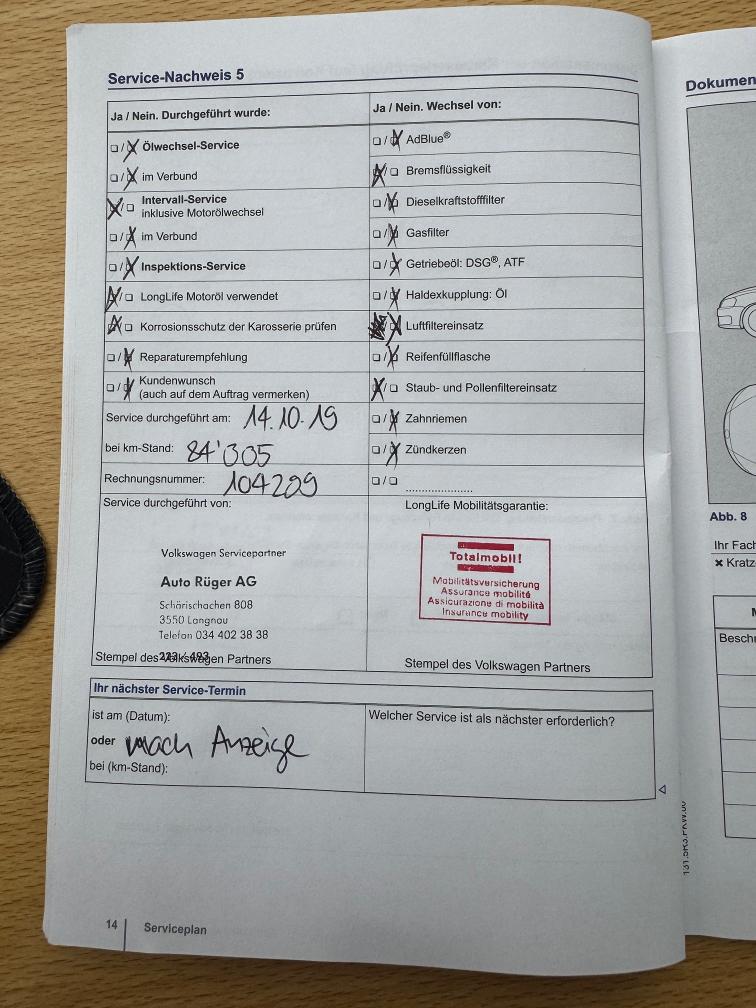 Service-Nachweis 5
Ja / Nein. Durchgeführt wurde:
☐/☒ Ölwechsel-Service
☐/☒ im Verbund
☒/☐ Intervall-Service
inklusive Motorölwechsel
☐/☒ im Verbund
☐/☒ Inspektions-Service
☒/☐ LongLife Motoröl verwendet
☒/☐ Korrosionsschutz der Karosserie prüfen
☐/☒ Reparaturempfehlung
☐/☒ Kundenwunsch
(auch auf dem Auftrag vermerken)
Service durchgeführt am: 14.10.19
bei km-Stand: 84'305
Rechnungsnummer: 104209
Service durchgeführt von:
Volkswagen Servicepartner
Auto Rüger AG
Schärischachen 808
3550 Langnau
Telefon 034 402 38 38
Stempel des Volkswagen Partners
Ja / Nein. Wechsel von:
☐/☒ AdBlue®
☒/☐ Bremsflüssigkeit
☐/☒ Dieselkraftstofffilter
☐/☒ Gasfilter
☐/☒ Getriebeöl: DSG®, ATF
☐/☒ Haldexkupplung: Öl
☐/☒ Luftfiltereinsatz
☐/☒ Reifenfüllflasche
☒/☐ Staub- und Pollenfiltereinsatz
☐/☒ Zahnriemen
☐/☒ Zündkerzen
☐/☐ ....................
LongLife Mobilitätsgarantie:
Totalmobil!
Mobilitätsversicherung
Assurance mobilité
Assicurazione di mobilità
Insurance mobility
Stempel des Volkswagen Partners
Ihr nächster Service-Termin
ist am (Datum):
oder nach Anzeige
bei (km-Stand):
Welcher Service ist als nächster erforderlich?
14 Serviceplan
Dokumen
Abb. 8
Ihr Fach
× Kratz
Beschr